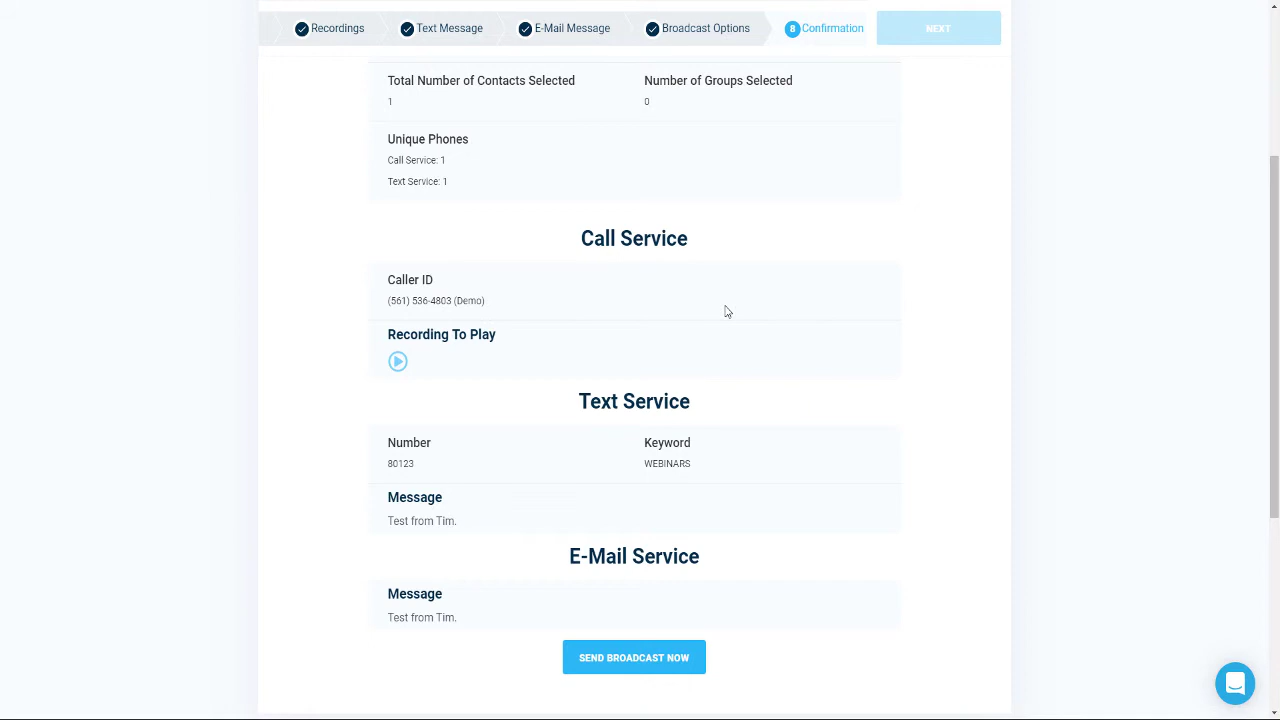 Recordings
Text Message
E-Mail Message
Broadcast Options
8 Confirmation
NEXT
Total Number of Contacts Selected
1
Number of Groups Selected
0
Unique Phones
Call Service: 1
Text Service: 1
Call Service
Caller ID
(561) 536-4803 (Demo)
Recording To Play
Text Service
Number
80123
Keyword
WEBINARS
Message
Test from Tim.
E-Mail Service
Message
Test from Tim.
SEND BROADCAST NOW